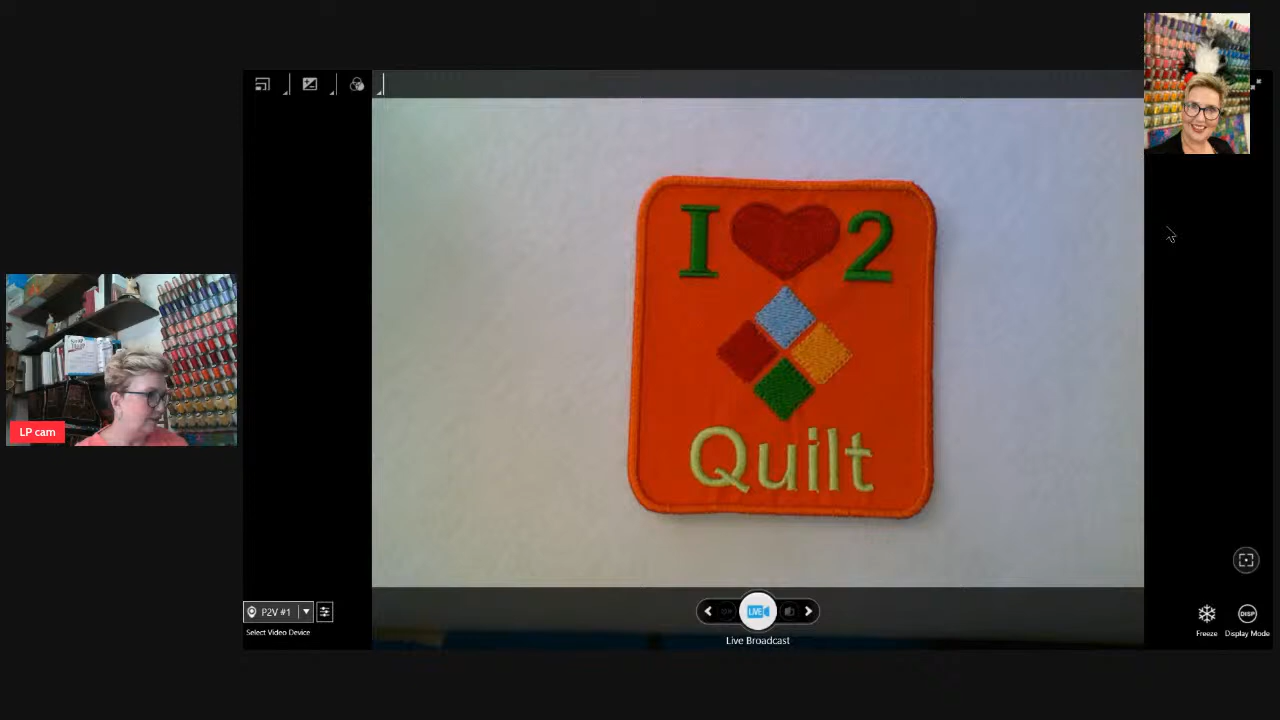 I 2
Quilt
LP cam
P2V #1
Select Video Device
LIVE
Live Broadcast
Freeze
DISP
Display Mode